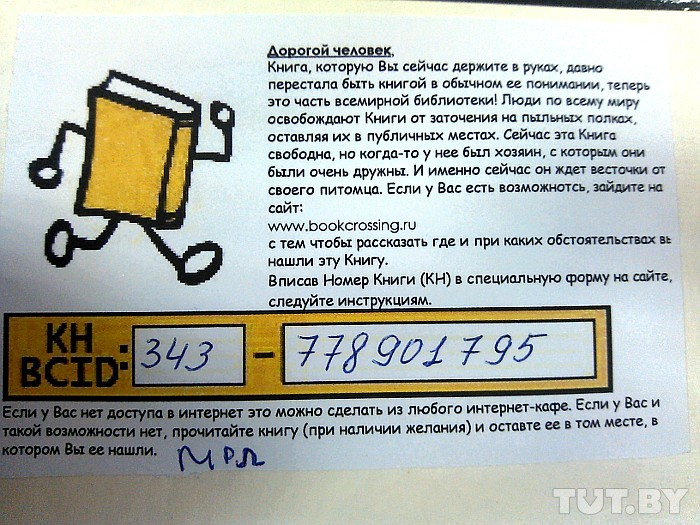 Дорогой человек,
Книга, которую Вы сейчас держите в руках, давно
перестала быть книгой в обычном ее понимании, теперь
это часть всемирной библиотеки! Люди по всему миру
освобождают Книги от заточения на пыльных полках,
оставляя их в публичных местах. Сейчас эта Книга
свободна, но когда-то у нее был хозяин, с которым они
были очень дружны. И именно сейчас он ждет весточки от
своего питомца. Если у Вас есть возможнотсь, зайдите на
сайт:
www.bookcrossing.ru
с тем чтобы рассказать где и при каких обстоятельствах вы
нашли эту Книгу.
Вписав Номер Книги (КН) в специальную форму на сайте,
следуйте инструкциям.
КН
BCID: 343 - 778901795
Если у Вас нет доступа в интернет это можно сделать из любого интернет-кафе. Если у Вас и
такой возможности нет, прочитайте книгу (при наличии желания) и оставте ее в том месте, в
котором Вы ее нашли.
TUT.BY